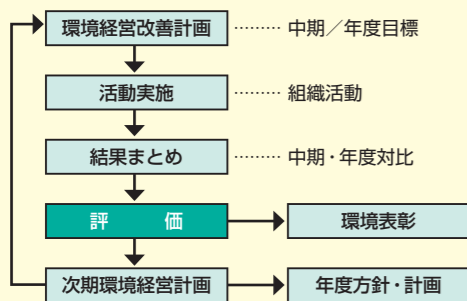 環境経営改善計画 ……… 中期／年度目標
活動実施 ……… 組織活動
結果まとめ ……… 中期・年度対比
評　価
環境表彰
次期環境経営計画
年度方針・計画